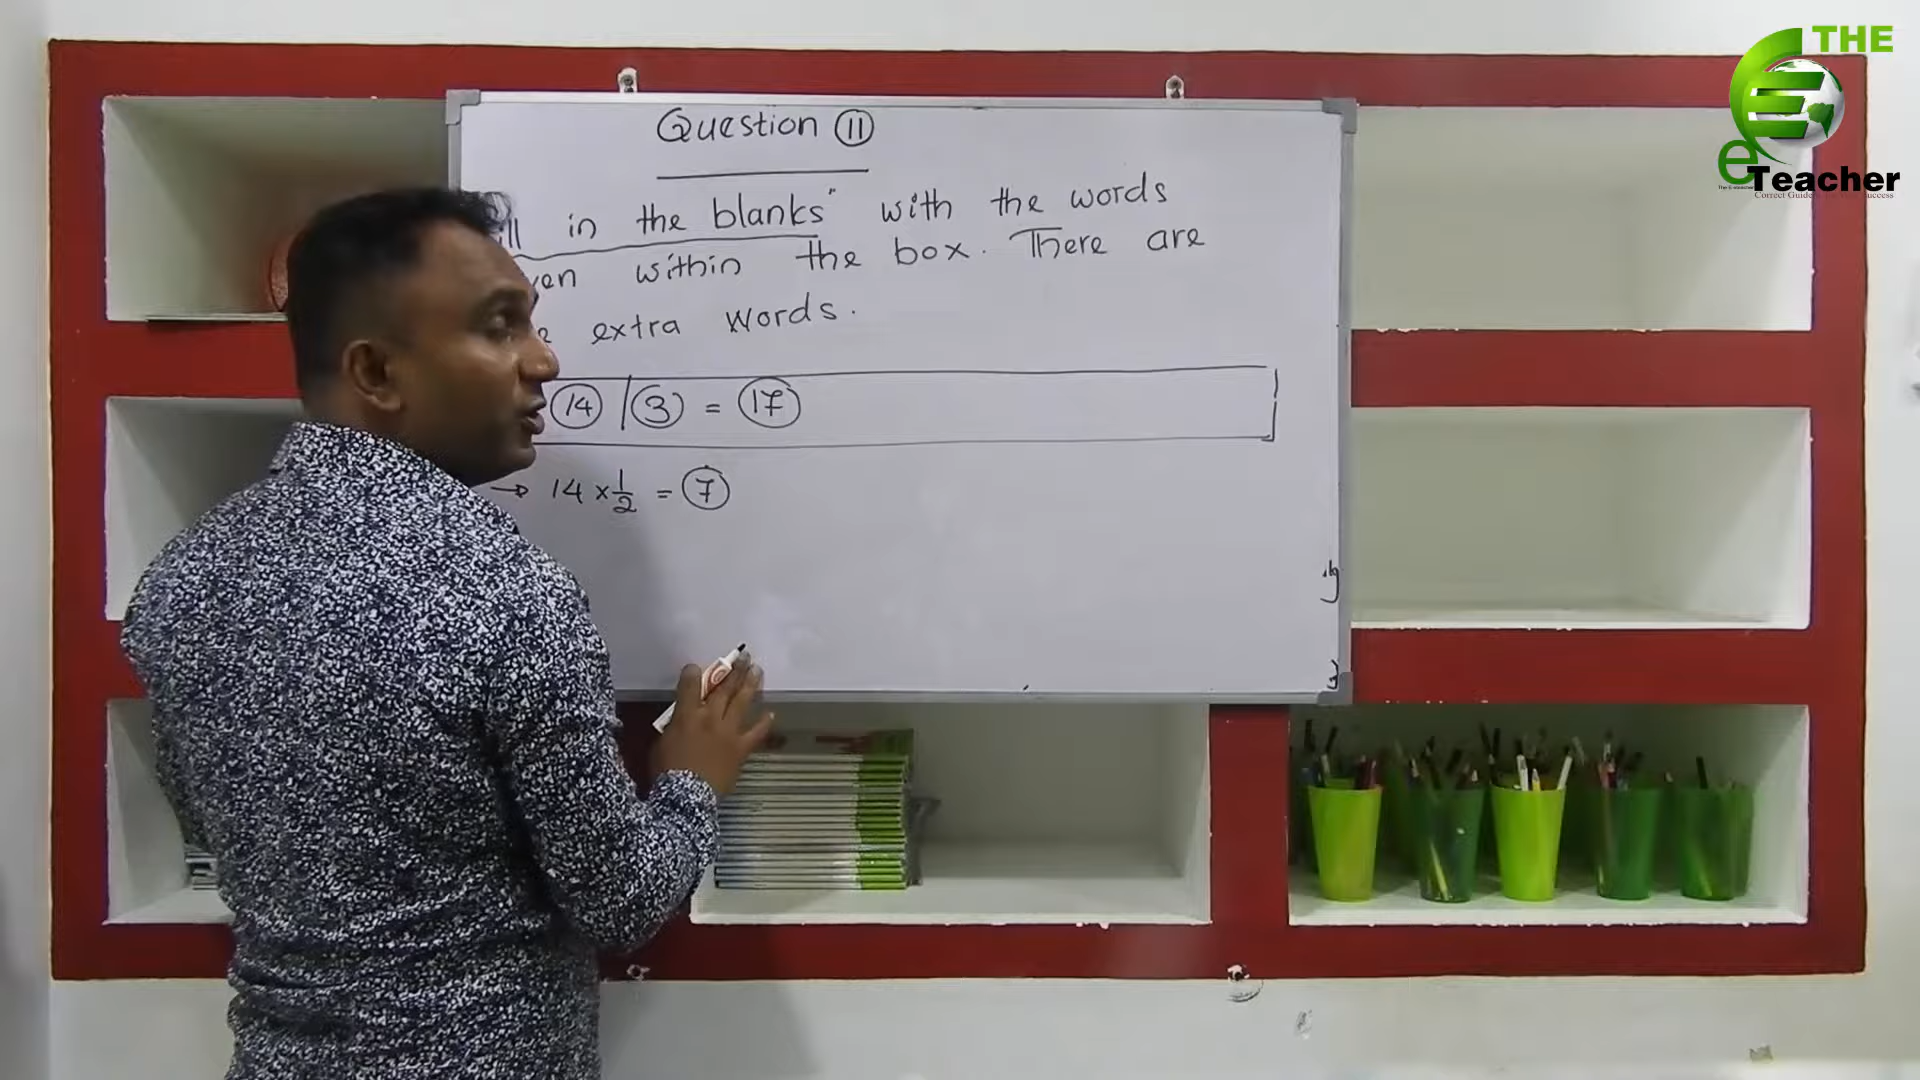 Question 11
in the blanks" with the words
within the box. There are
extra words.
14 | 3 = 17
→ 14 × 1/2 = 7
THE
e Teacher